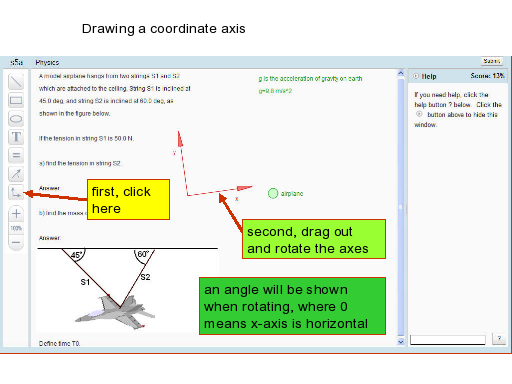 Drawing a coordinate axis
s5a Physics Submit
A model airplane hangs from two strings S1 and S2
which are attached to the ceiling. String S1 is inclined at
45.0 deg, and string S2 is inclined at 60.0 deg, as
shown in the figure below.
g is the acceleration of gravity on earth
g=9.8 m/s^2
If the tension in string S1 is 50.0 N,
a) find the tension in string S2.
Answer:
b) find the mass
Answer:
y
x
airplane
T
=
+
100%
−
first, click
here
second, drag out
and rotate the axes
an angle will be shown
when rotating, where 0
means x-axis is horizontal
45°
60°
S1
S2
Define time T0.
Help Score: 13%
If you need help, click the
help button ? below. Click the
button above to hide this
window.
?